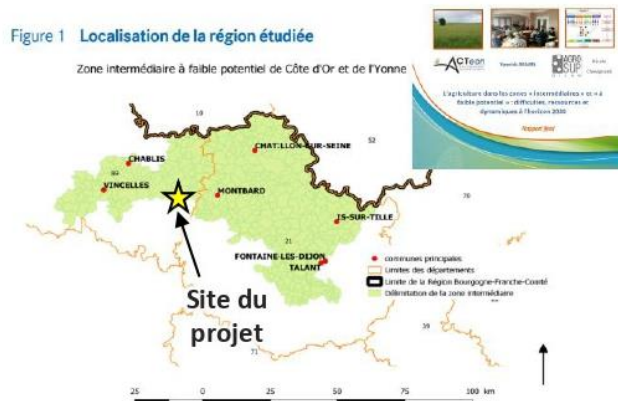 Figure 1 Localisation de la région étudiée
Zone intermédiaire à faible potentiel de Côte d'Or et de l'Yonne
ACTeon
AGRO
SUP
DIJON
L'agriculture dans les zones « intermédiaires » et « à
faible potentiel » : difficultés, ressources et
dynamiques à l'horizon 2030
Rapport final
10
52
CHATILLON-SUR-SEINE
CHABLIS
89
VINCELLES
MONTBARD
70
IS-SUR-TILLE
21
FONTAINE-LES-DIJON
TALANT
communes principales
Limites des départements
Limite de la Région Bourgogne-Franche-Comté
Délimitation de la zone intermédiaire
Site du
projet
39
71
25 0 25 50 75 100 km